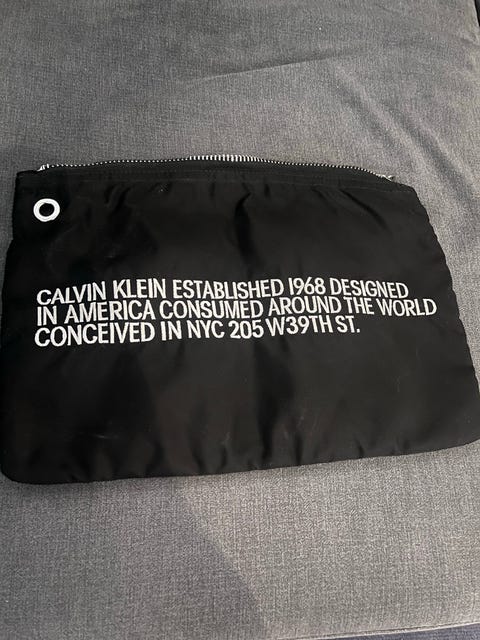 CALVIN KLEIN ESTABLISHED 1968 DESIGNED
IN AMERICA CONSUMED AROUND THE WORLD
CONCEIVED IN NYC 205 W39TH ST.